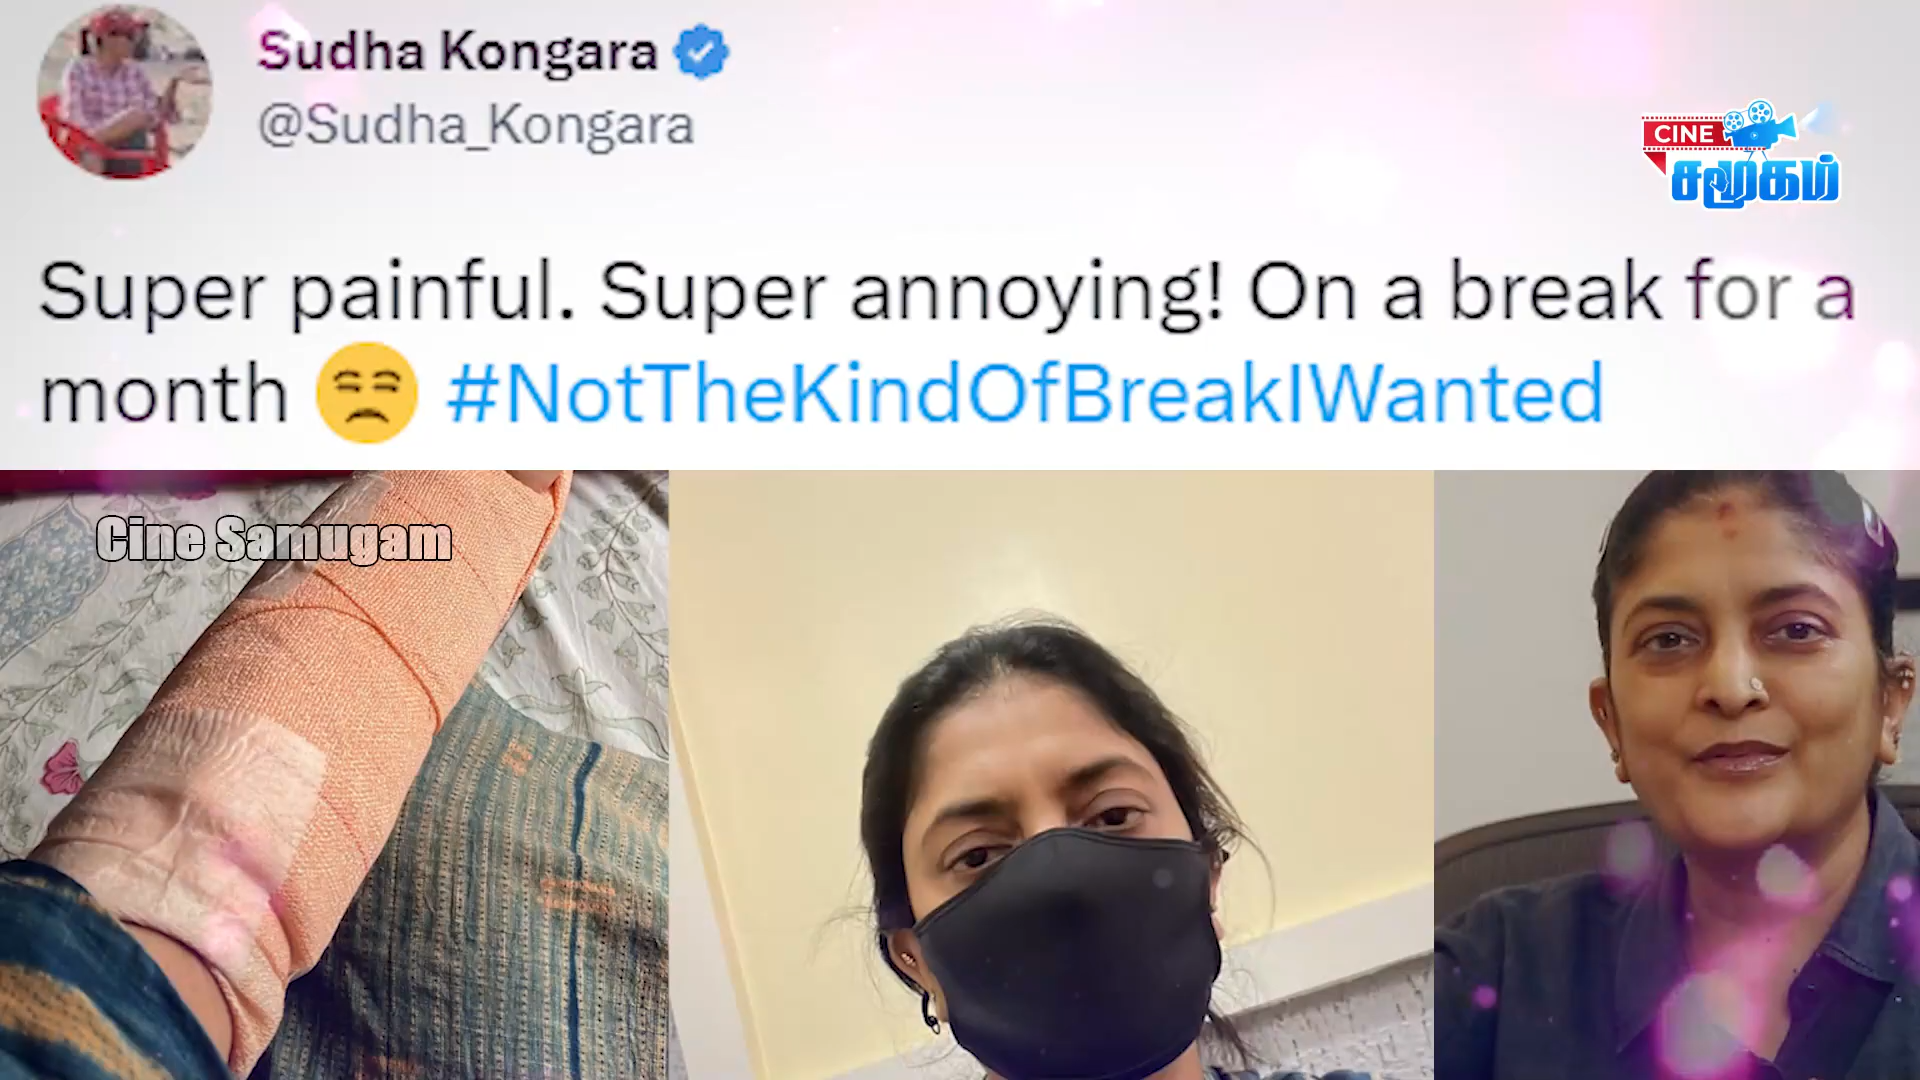 Sudha Kongara
@Sudha_Kongara
CINE
சமூகம்
Super painful. Super annoying! On a break for a
month 😒 #NotTheKindOfBreakIWanted
Cine Samugam